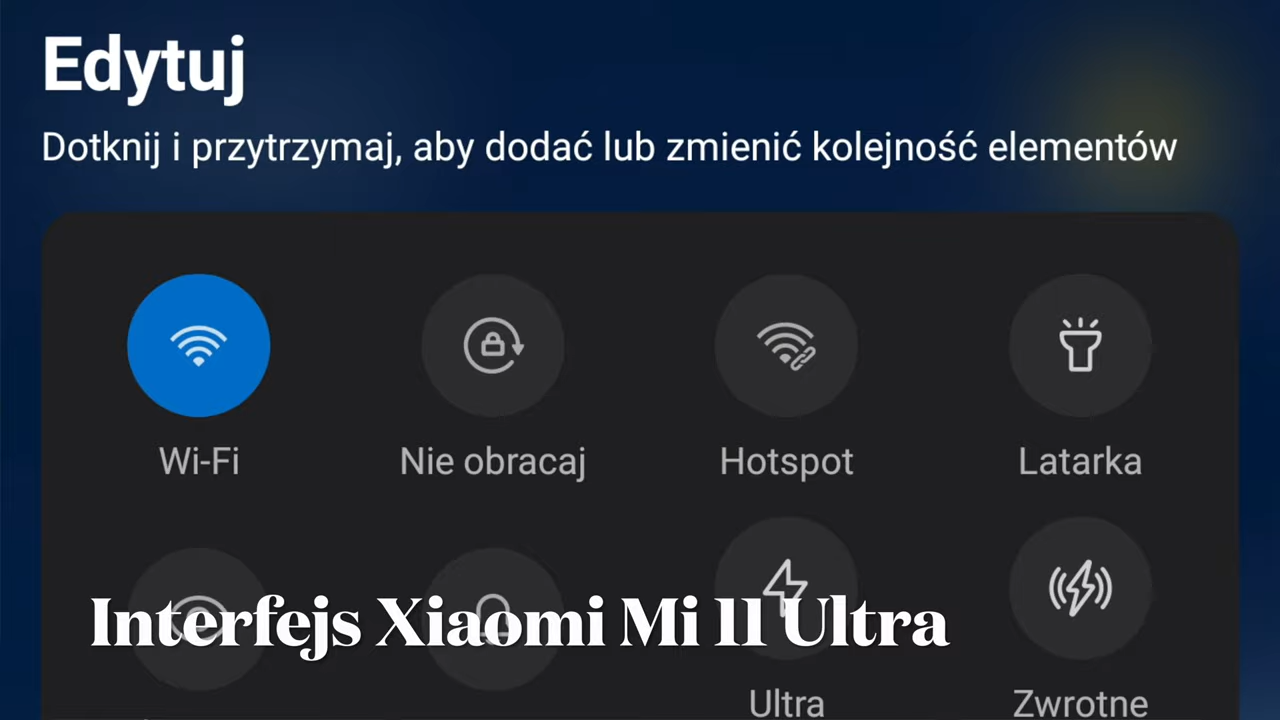 Edytuj
Dotknij i przytrzymaj, aby dodać lub zmienić kolejność elementów
Wi-Fi
Nie obracaj
Hotspot
Latarka
Interfejs Xiaomi Mi 11 Ultra
Ultra
Zwrotne